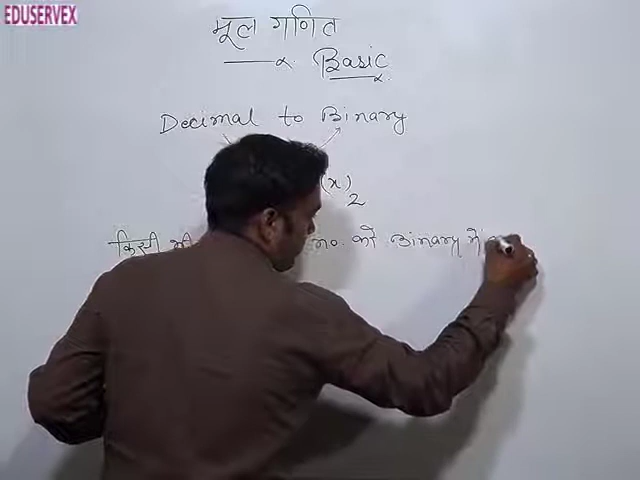 EDUSERVEX
मूल गणित
Basic
Decimal to Binary
(x)2
किसी भी no. को Binary में